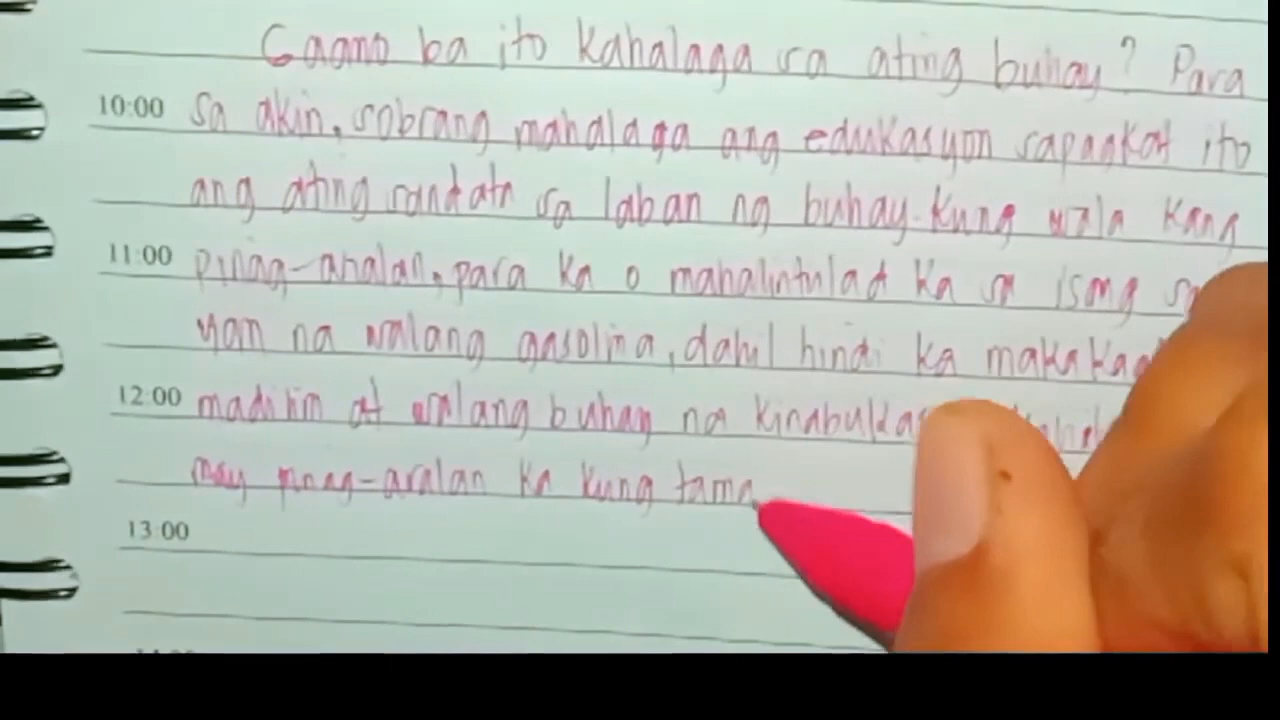 Gaano ba ito kahalaga sa ating buhay? Para
10:00 sa akin, sobrang mahalaga ang edukasyon sapagkat ito
ang ating sandata sa laban ng buhay. Kung wala kang
11:00 pinag-aralan, para ka o mahalintulad ka sa isang sa
yan na walang gasolina, dahil hindi ka
12:00 madilim at walang buhay na
may pinag-aralan ka kung tama
13:00